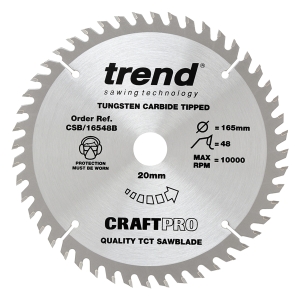 trend®
sawing technology
TUNGSTEN CARBIDE TIPPED
Order Ref.
CSB/16548B
PROTECTION
MUST BE WORN
= 165mm
= 48
MAX
RPM = 10000
20mm
CRAFTPRO
QUALITY TCT SAWBLADE